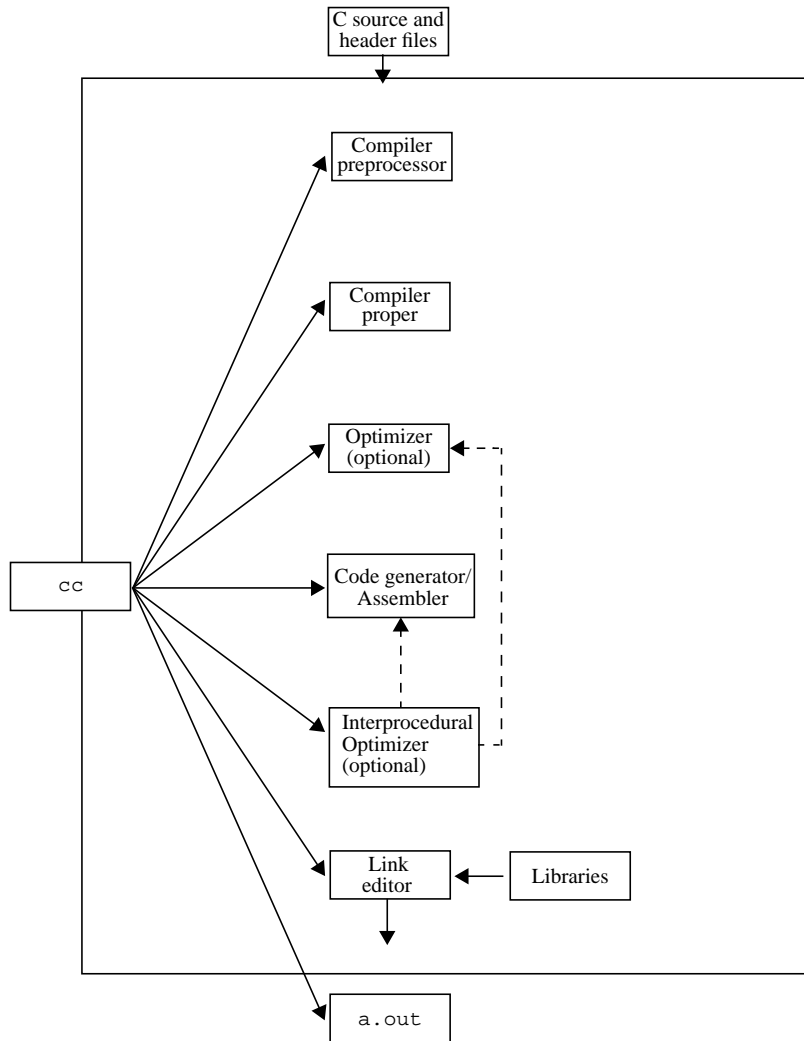 C source and
header files
Compiler
preprocessor
Compiler
proper
Optimizer
(optional)
cc
Code generator/
Assembler
Interprocedural
Optimizer
(optional)
Link
editor
Libraries
a.out